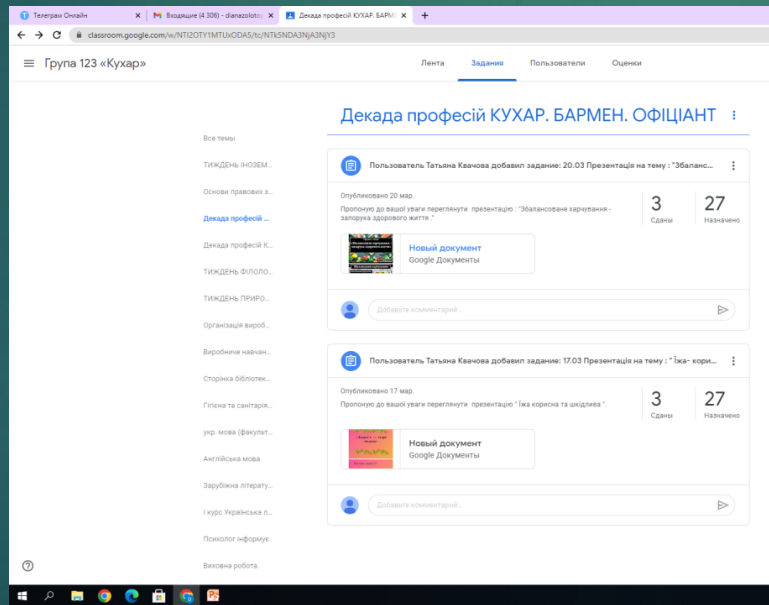 Телеграм Онлайн
Входящие (4 306) - dianazoloto
Декада професій КУХАР. БАРМЕ
classroom.google.com/w/NTI2OTY1MTUxODA5/tc/NTk5NDA3NjA3NjY3
Група 123 «Кухар»
Лента
Задания
Пользователи
Оценки
Все темы
ТИЖДЕНЬ ІНОЗЕМ...
Основи правових з...
Декада професій ...
Декада професій К...
ТИЖДЕНЬ ФІЛОЛО...
ТИЖДЕНЬ ПРИРО...
Організація вироб...
Виробниче навчан...
Сторінка бібліотек...
Гігієна та санітарія...
укр. мова (факульт...
Англійська мова
Зарубіжна літерату...
І курс Українська л...
Психолог інформує
Виховна робота.
Декада професій КУХАР. БАРМЕН. ОФІЦІАНТ
Пользователь Татьяна Квачова добавил задание: 20.03 Презентація на тему : "Збаланс...
Опубликовано 20 мар.
Пропоную до вашої уваги переглянути презентацію : "Збалансоване зарчування -
запорука здорового життя ."
3
Сданы
27
Назначено
Новый документ
Google Документы
Добавьте комментарий...
Пользователь Татьяна Квачова добавил задание: 17.03 Презентація на тему : " Їжа- кори...
Опубликовано 17 мар.
Пропоную до вашої уваги переглянути презентацію " Їжа корисна та шкідлива ".
3
Сданы
27
Назначено
Новый документ
Google Документы
Добавьте комментарий...